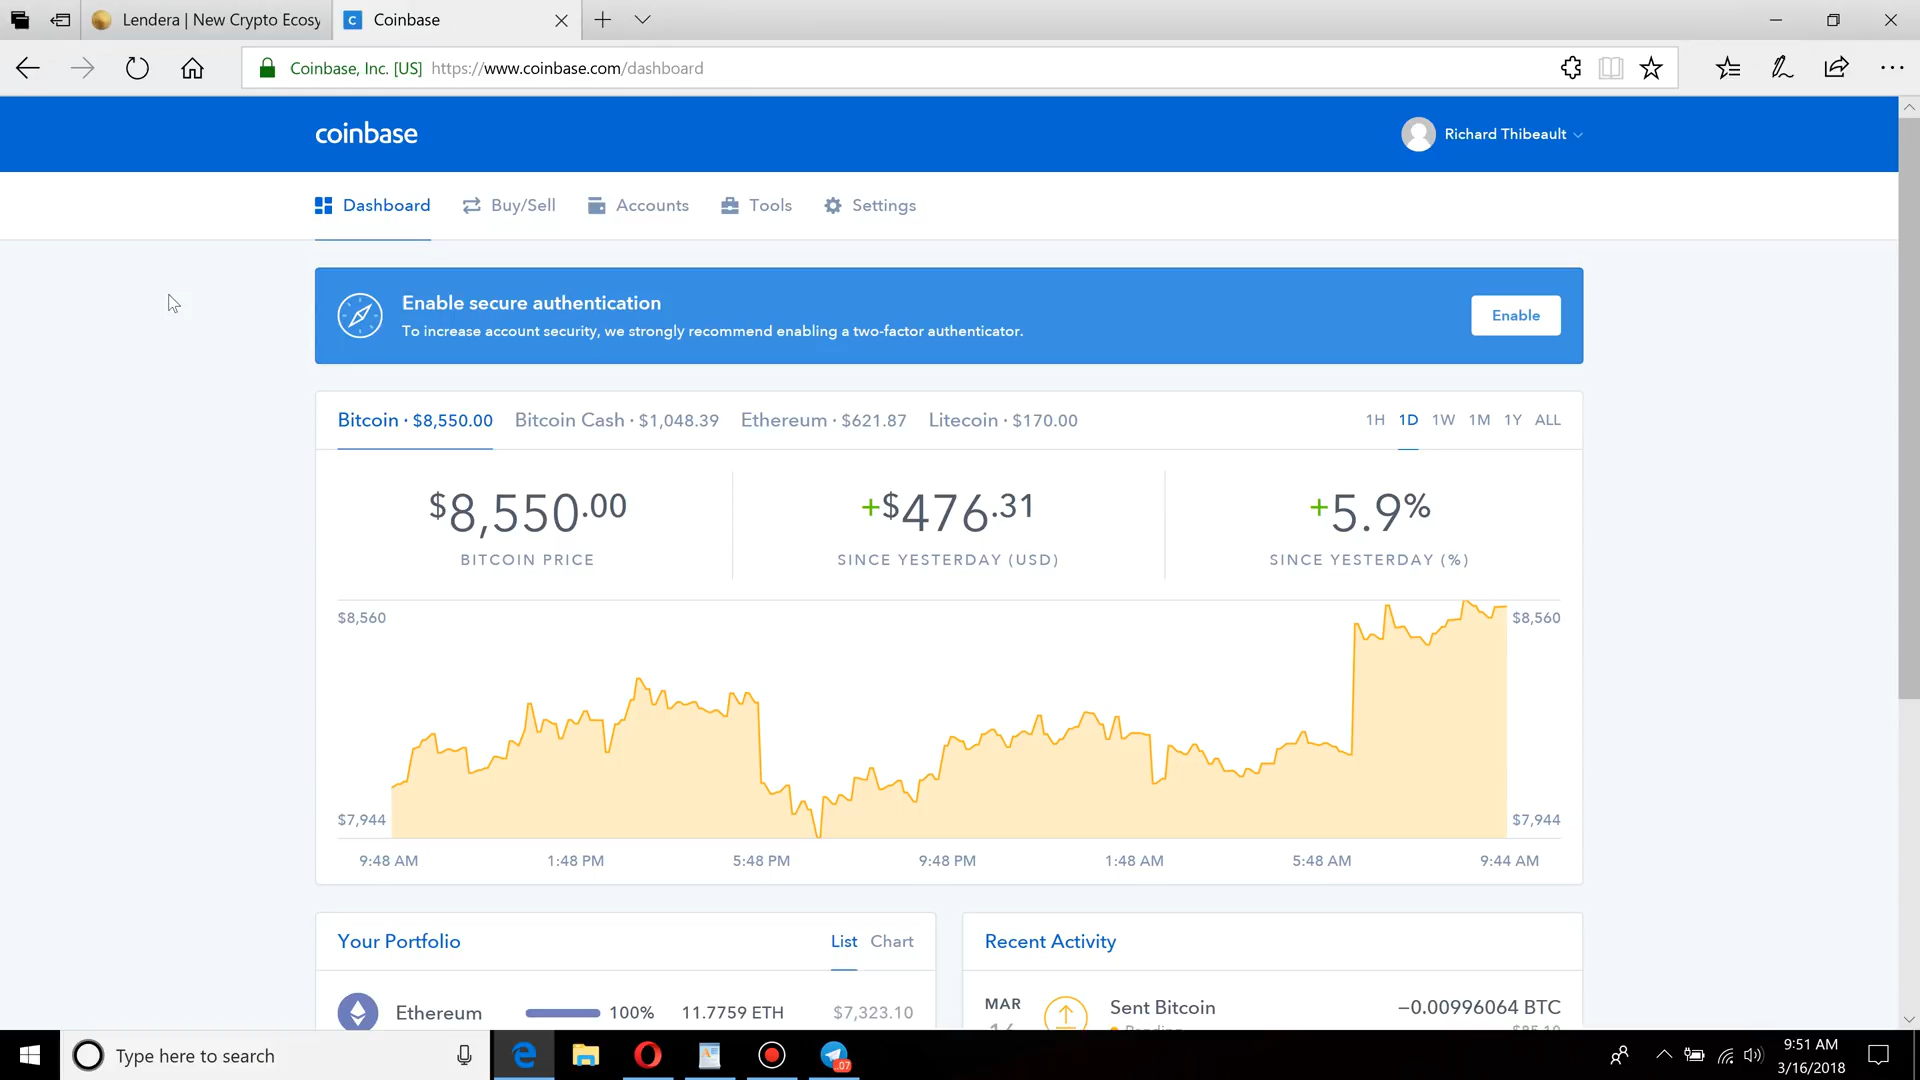 Lendera | New Crypto Ecosy
Coinbase
Coinbase, Inc. [US] https://www.coinbase.com/dashboard
coinbase
Richard Thibeault
Dashboard
Buy/Sell
Accounts
Tools
Settings
Enable secure authentication
To increase account security, we strongly recommend enabling a two-factor authenticator.
Enable
Bitcoin · $8,550.00
Bitcoin Cash · $1,048.39
Ethereum · $621.87
Litecoin · $170.00
1H 1D 1W 1M 1Y ALL
$8,550.00
BITCOIN PRICE
+$476.31
SINCE YESTERDAY (USD)
+5.9%
SINCE YESTERDAY (%)
$8,560
$8,560
$7,944
$7,944
9:48 AM 1:48 PM 5:48 PM 9:48 PM 1:48 AM 5:48 AM 9:44 AM
Your Portfolio
List Chart
Ethereum 100% 11.7759 ETH $7,323.10
Recent Activity
MAR
Sent Bitcoin
−0.00996064 BTC
Type here to search
07
9:51 AM
3/16/2018